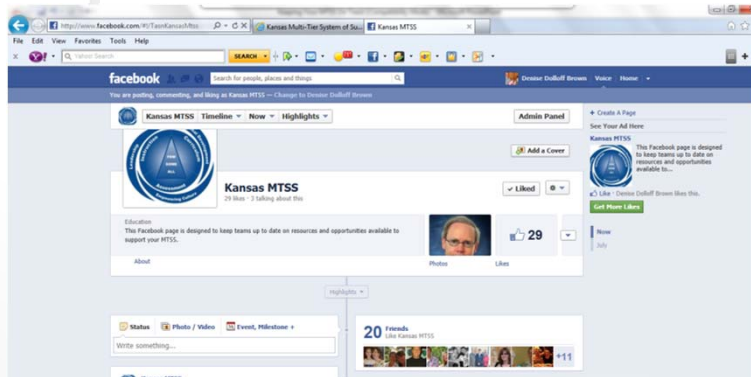 http://www.facebook.com/#!/TasnKansasMtss
Kansas Multi-Tier System of Su...
Kansas MTSS
File Edit View Favorites Tools Help
Yahoo! Search
SEARCH
facebook
Search for people, places and things
Denise Dolloff Brown Voice Home
You are posting, commenting, and liking as Kansas MTSS — Change to Denise Dolloff Brown
Kansas MTSS Timeline Now Highlights
Admin Panel
Add a Cover
Kansas MTSS
29 likes · 2 talking about this
Liked
Education
This Facebook page is designed to keep teams up to date on resources and opportunities available to
support your MTSS.
About
Photos
29
Likes
+ Create A Page
See Your Ad Here
Kansas MTSS
This Facebook page is designed
to keep teams up to date on
resources and opportunities
available to...
Like · Denise Dolloff Brown likes this.
Get More Likes
Now
July
Highlights
Status Photo / Video Event, Milestone +
Write something...
20 Friends
Like Kansas MTSS
+11